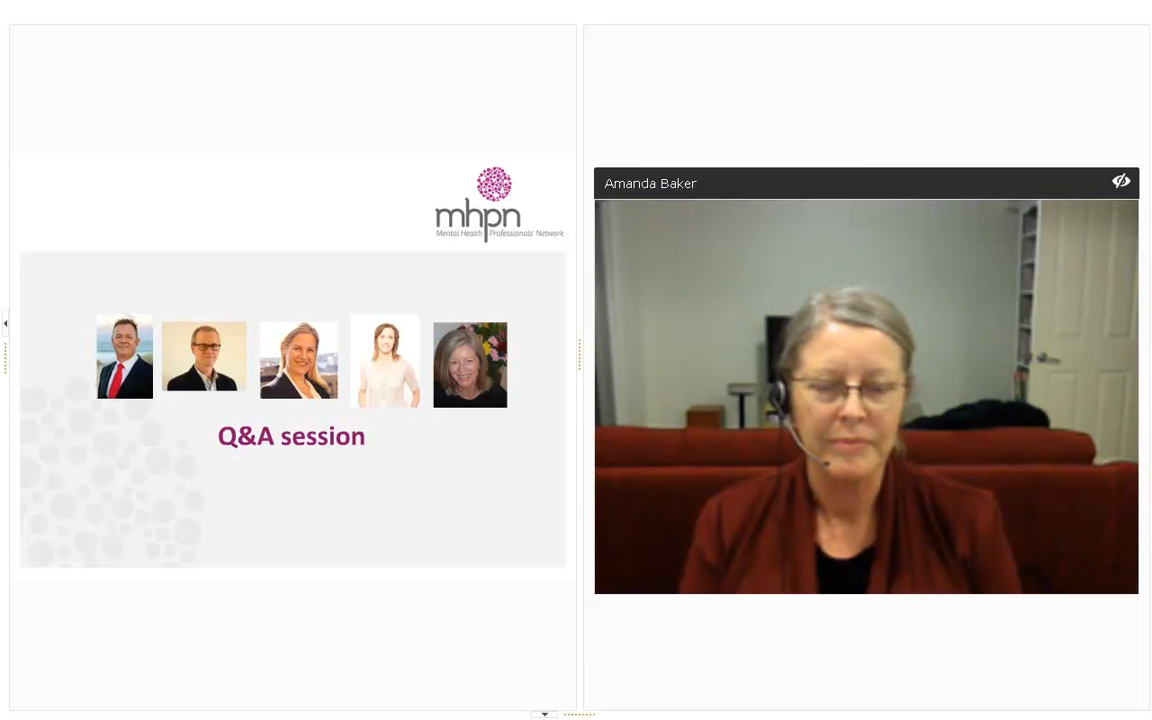 mhpn
Mental Health Professionals' Network
Q&A session
Amanda Baker